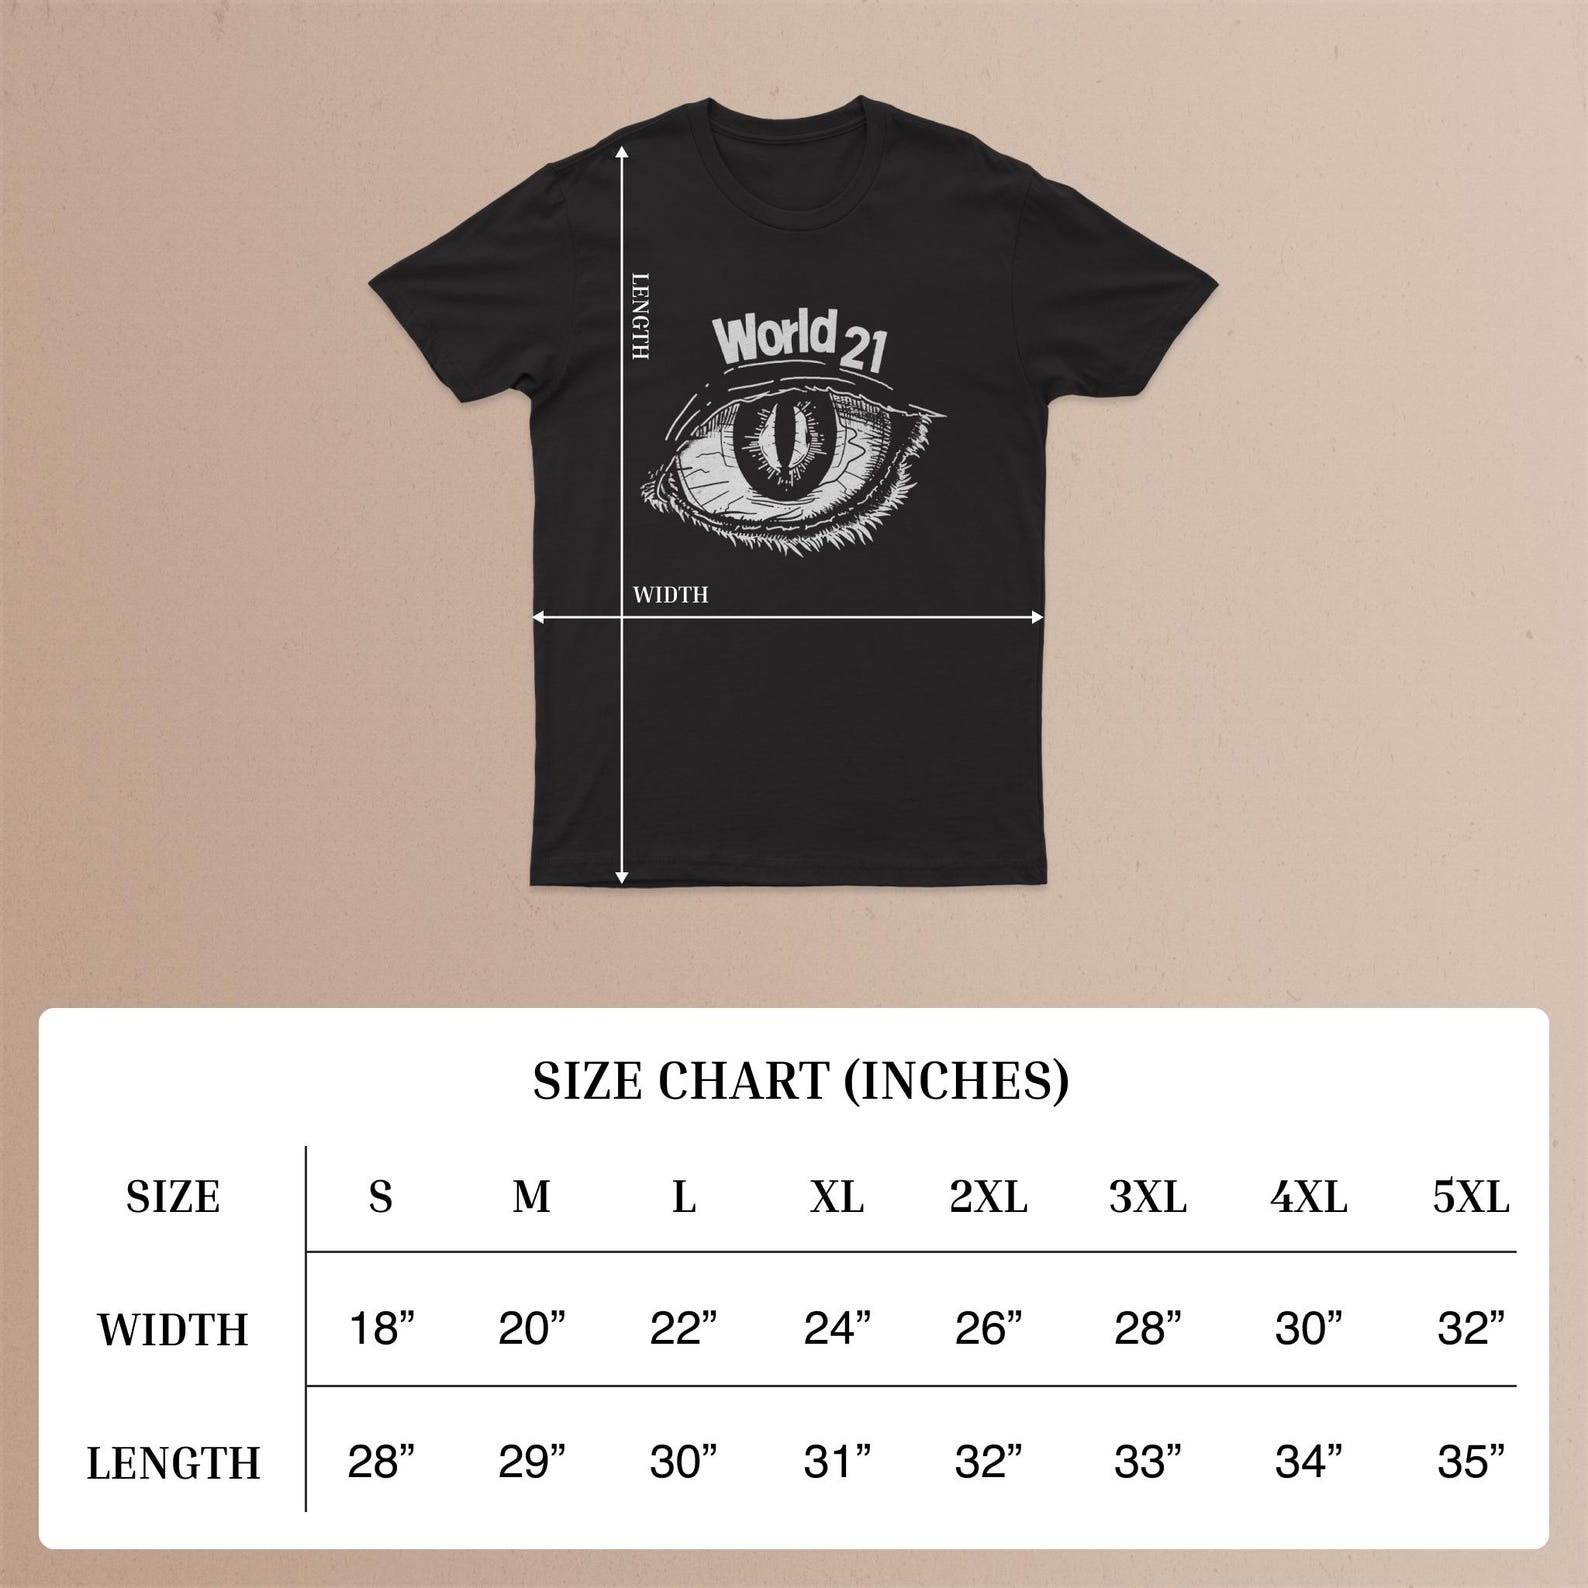 World 21
LENGTH
WIDTH
SIZE CHART (INCHES)
SIZE S M L XL 2XL 3XL 4XL 5XL
WIDTH 18” 20” 22” 24” 26” 28” 30” 32”
LENGTH 28” 29” 30” 31” 32” 33” 34” 35”